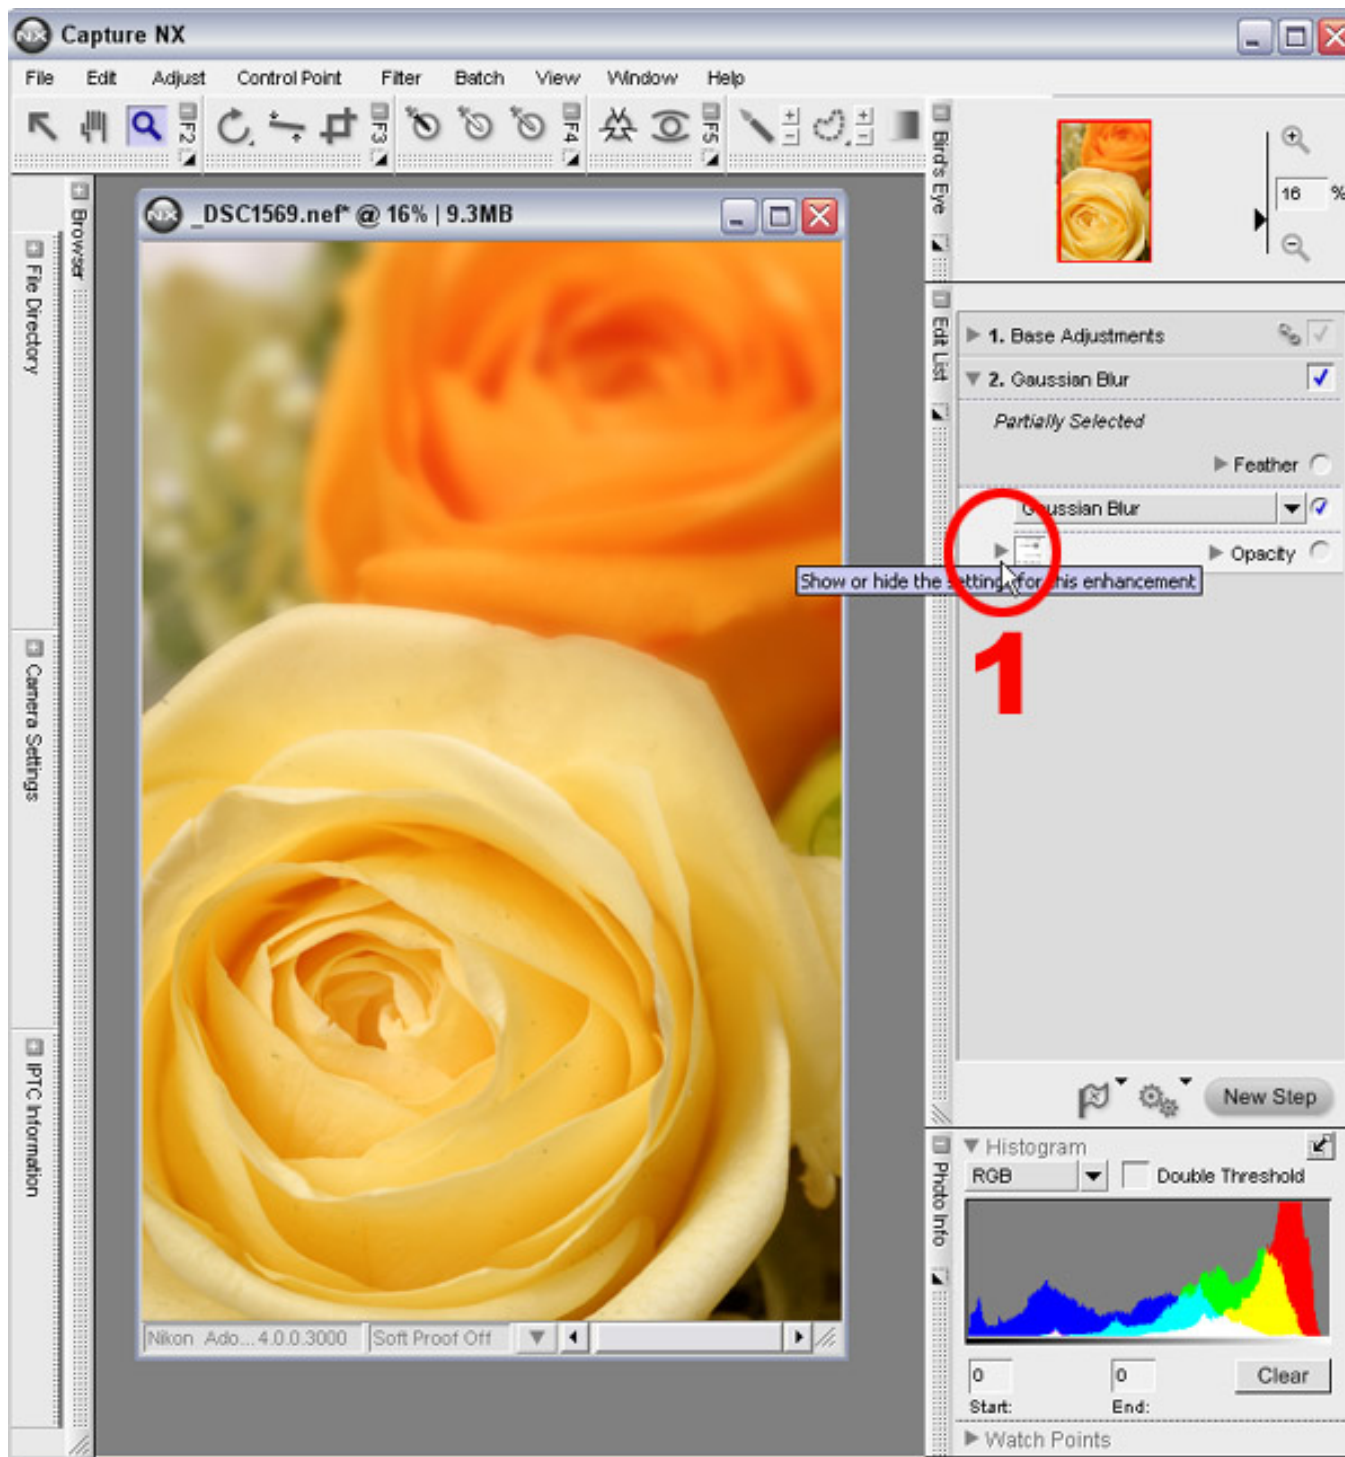 NX Capture NX
File Edit Adjust Control Point Filter Batch View Window Help
F2 F3 F4 F5
Browser
File Directory
Camera Settings
IPTC Information
NX _DSC1569.nef* @ 16% | 9.3MB
Nikon Ado... 4.0.0.3000 Soft Proof Off
Bird's Eye
16 %
Edit List
1. Base Adjustments
2. Gaussian Blur
Partially Selected
Feather
Gaussian Blur
Opacity
Show or hide the settings for this enhancement
1
New Step
Photo Info
Histogram
RGB Double Threshold
0 0 Clear
Start: End:
Watch Points